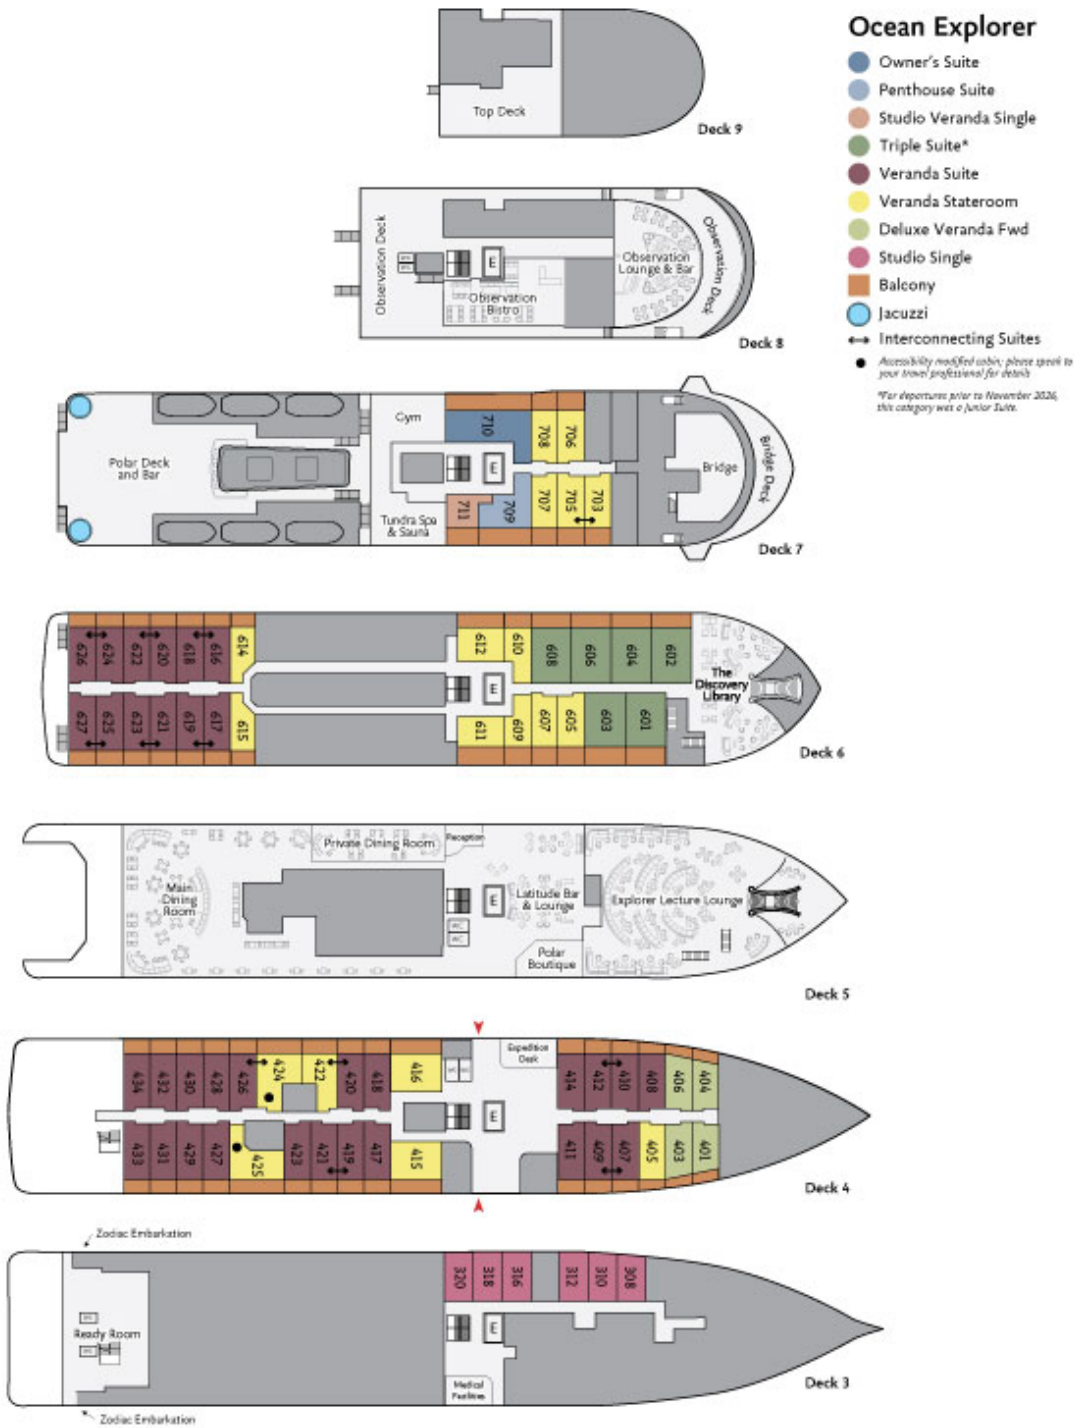 Ocean Explorer
Owner's Suite
Penthouse Suite
Studio Veranda Single
Triple Suite*
Veranda Suite
Veranda Stateroom
Deluxe Veranda Fwd
Studio Single
Balcony
Jacuzzi
Interconnecting Suites
Accessibility modified cabin; please speak to
your travel professional for details
*For departures prior to November 2026,
this category was a Junior Suite.
Top Deck
Deck 9
Observation Deck
E
Observation
Bistro
Observation
Lounge & Bar
Observation Deck
Deck 8
Polar Deck
and Bar
Gym
Tundra Spa
& Sauna
E
710
708
706
711
709
707
705
703
Bridge
Bridge Deck
Deck 7
626
624
622
620
618
616
614
612
610
608
606
604
602
E
627
625
623
621
619
617
615
611
609
607
605
603
601
The
Discovery
Library
Deck 6
Main
Dining
Room
Private Dining Room
Reception
E
WC
WC
Latitude Bar
& Lounge
Polar
Boutique
Explorer Lecture Lounge
Deck 5
434
432
430
428
426
424
422
420
418
416
Expedition
Desk
414
412
410
408
406
404
E
433
431
429
427
425
423
421
419
417
415
411
409
407
405
403
401
Deck 4
Zodiac Embarkation
320
318
316
312
310
308
Ready Room
E
Medical
Facilities
Deck 3
Zodiac Embarkation